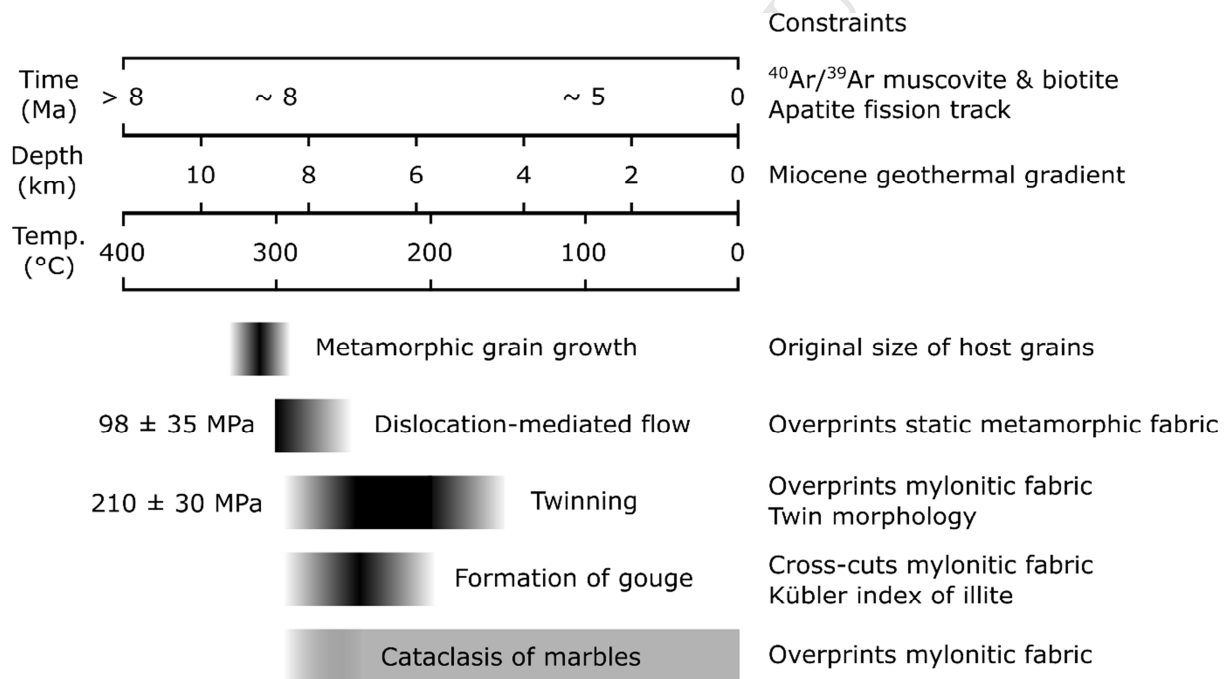 Constraints
Time
(Ma)
> 8 ~ 8 ~ 5 0
⁴⁰Ar/³⁹Ar muscovite & biotite
Apatite fission track
Depth
(km)
10 8 6 4 2 0
Miocene geothermal gradient
Temp.
(°C)
400 300 200 100 0
Metamorphic grain growth
Original size of host grains
98 ± 35 MPa
Dislocation-mediated flow
Overprints static metamorphic fabric
210 ± 30 MPa
Twinning
Overprints mylonitic fabric
Twin morphology
Formation of gouge
Cross-cuts mylonitic fabric
Kübler index of illite
Cataclasis of marbles
Overprints mylonitic fabric